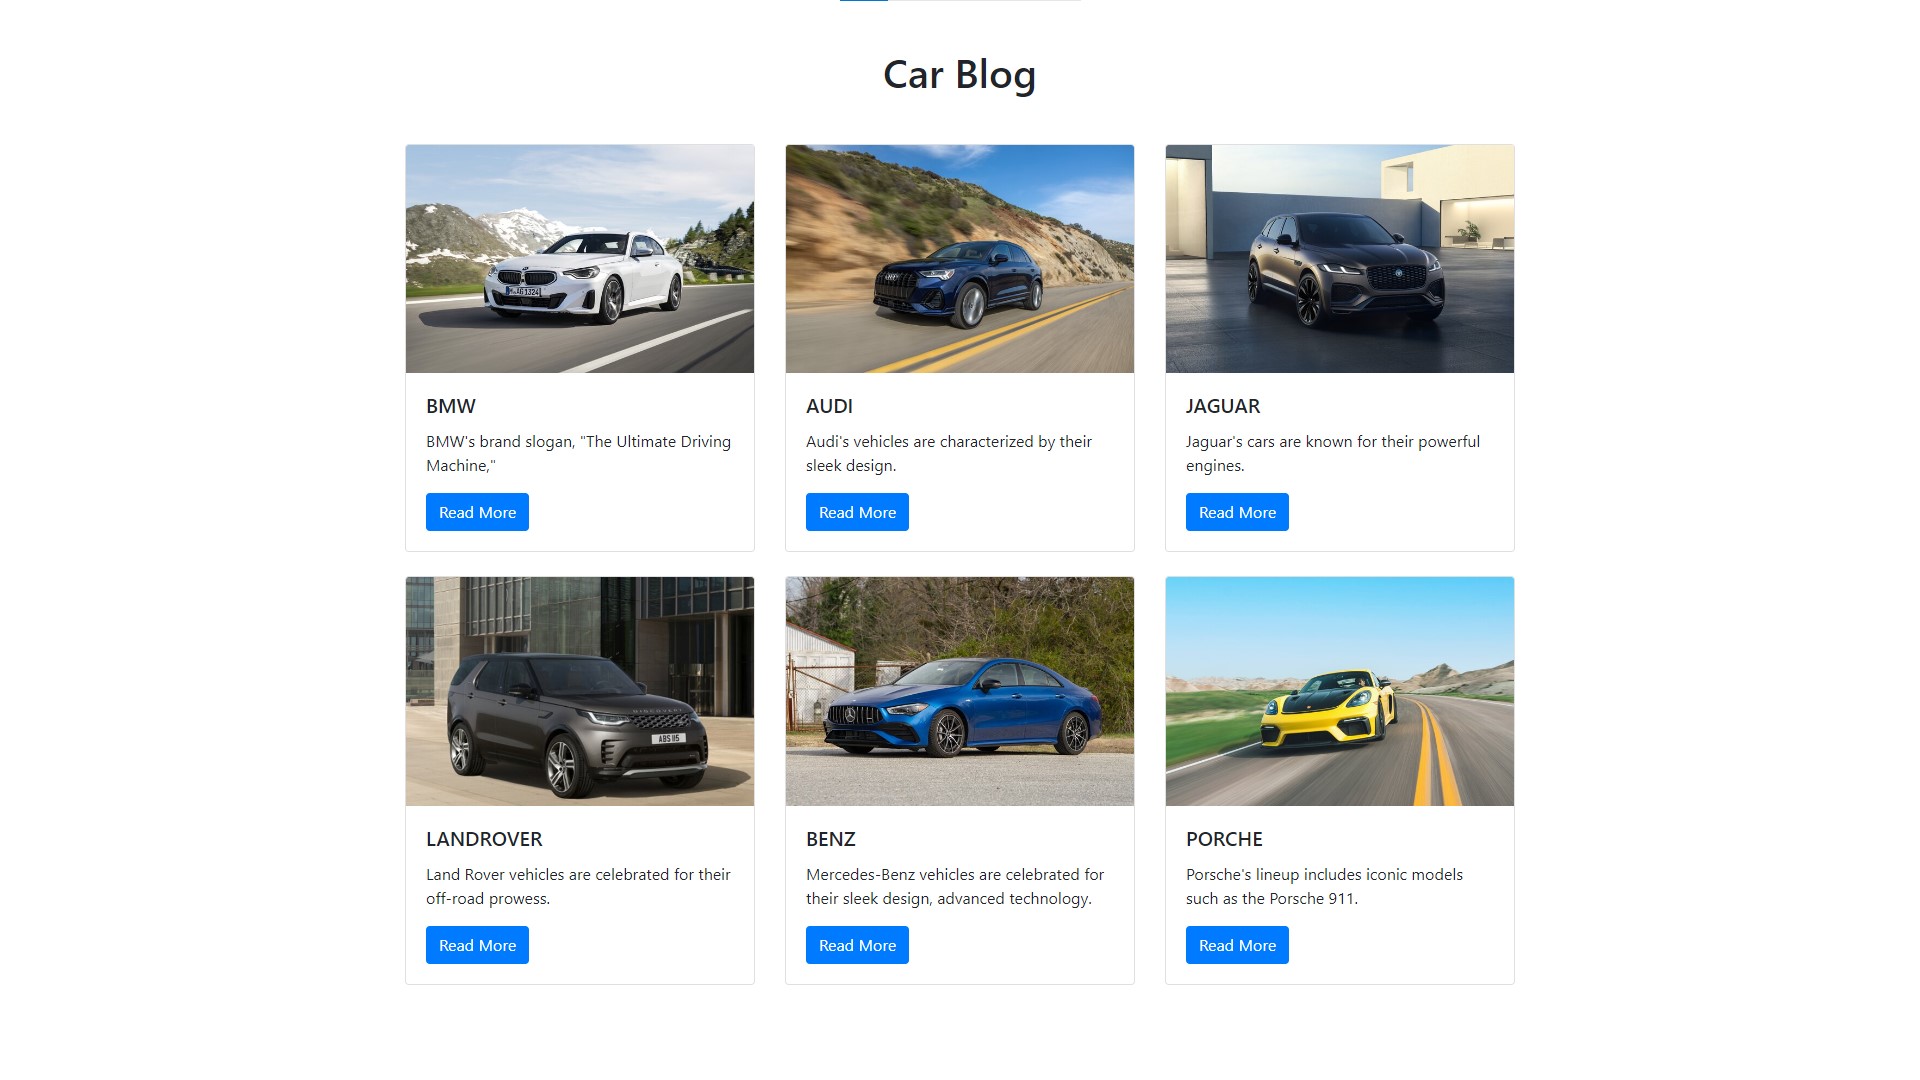 Car Blog
BMW
BMW's brand slogan, "The Ultimate Driving
Machine,"
Read More
AUDI
Audi's vehicles are characterized by their
sleek design.
Read More
JAGUAR
Jaguar's cars are known for their powerful
engines.
Read More
DISCOVERY
ABS 115
LANDROVER
Land Rover vehicles are celebrated for their
off-road prowess.
Read More
BENZ
Mercedes-Benz vehicles are celebrated for
their sleek design, advanced technology.
Read More
PORCHE
Porsche's lineup includes iconic models
such as the Porsche 911.
Read More